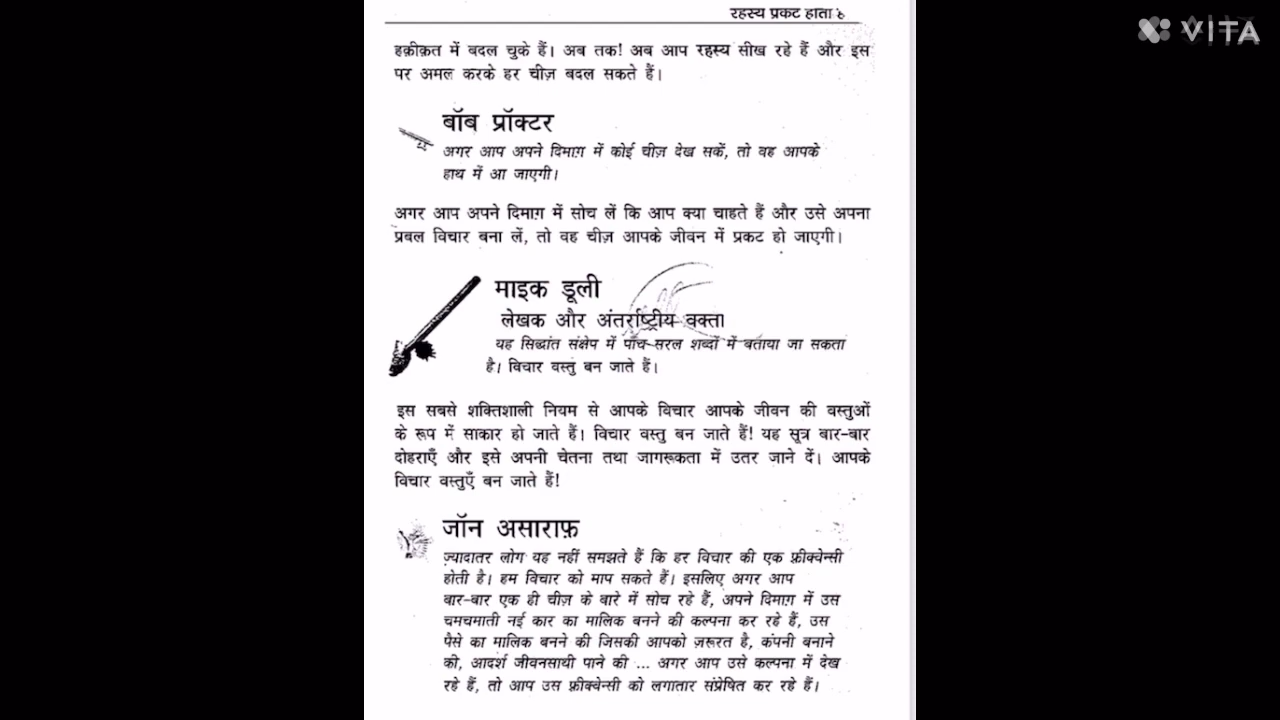 रहस्य प्रकट होता है
VITA
हक़ीक़त में बदल चुके हैं। अब तक! अब आप रहस्य सीख रहे हैं और इस
पर अमल करके हर चीज़ बदल सकते हैं।
बॉब प्रॉक्टर
अगर आप अपने दिमाग़ में कोई चीज़ देख सकें, तो वह आपके
हाथ में आ जाएगी।
अगर आप अपने दिमाग़ में सोच लें कि आप क्या चाहते हैं और उसे अपना
प्रबल विचार बना लें, तो वह चीज़ आपके जीवन में प्रकट हो जाएगी।
माइक डूली
लेखक और अंतर्राष्ट्रीय वक्ता
यह सिद्धांत संक्षेप में पाँच सरल शब्दों में बताया जा सकता
है। विचार वस्तु बन जाते हैं।
इस सबसे शक्तिशाली नियम से आपके विचार आपके जीवन की वस्तुओं
के रूप में साकार हो जाते हैं। विचार वस्तु बन जाते हैं! यह सूत्र बार-बार
दोहराएँ और इसे अपनी चेतना तथा जागरूकता में उतर जाने दें। आपके
विचार वस्तुएँ बन जाते हैं!
जॉन असाराफ़
ज़्यादातर लोग यह नहीं समझते हैं कि हर विचार की एक फ़्रीक्वेन्सी
होती है। हम विचार को माप सकते हैं। इसलिए अगर आप
बार-बार एक ही चीज़ के बारे में सोच रहे हैं, अपने दिमाग़ में उस
चमचमाती नई कार का मालिक बनने की कल्पना कर रहे हैं, उस
पैसे का मालिक बनने की जिसकी आपको ज़रूरत है, कंपनी बनाने
की, आदर्श जीवनसाथी पाने की ... अगर आप उसे कल्पना में देख
रहे हैं, तो आप उस फ़्रीक्वेन्सी को लगातार संप्रेषित कर रहे हैं।